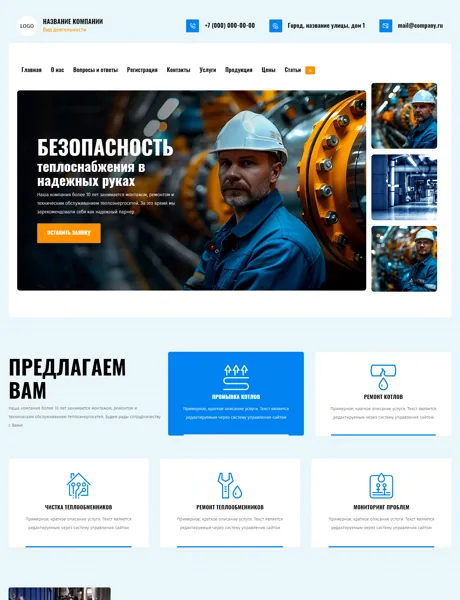 LOGO
НАЗВАНИЕ КОМПАНИИ
Вид деятельности
+7 (000) 000-00-00
Город, название улицы, дом 1
mail@company.ru
Главная О нас Вопросы и ответы Регистрация Контакты Услуги Продукция Цены Статьи
БЕЗОПАСНОСТЬ
теплоснабжения в
надежных руках
Наша компания более 10 лет занимается монтажом, ремонтом и
техническим обслуживанием теплоэнергосетей. За это время мы
зарекомендовали себя как надежный партнер
ОСТАВИТЬ ЗАЯВКУ
ПРЕДЛАГАЕМ
ВАМ
Наша компания более 10 лет занимается монтажом, ремонтом и
техническим обслуживанием теплоэнергосетей. Будем рады сотрудничеству
с Вами!
ПРОМЫВКА КОТЛОВ
Примерное, краткое описание услуги. Текст является
редактируемым через систему управления сайтом
РЕМОНТ КОТЛОВ
Примерное, краткое описание услуги. Текст является
редактируемым через систему управления сайтом
ЧИСТКА ТЕПЛООБМЕННИКОВ
Примерное, краткое описание услуги. Текст является
редактируемым через систему управления сайтом
РЕМОНТ ТЕПЛООБМЕННИКОВ
Примерное, краткое описание услуги. Текст является
редактируемым через систему управления сайтом
МОНИТОРИНГ ПРОБЛЕМ
Примерное, краткое описание услуги. Текст является
редактируемым через систему управления сайтом